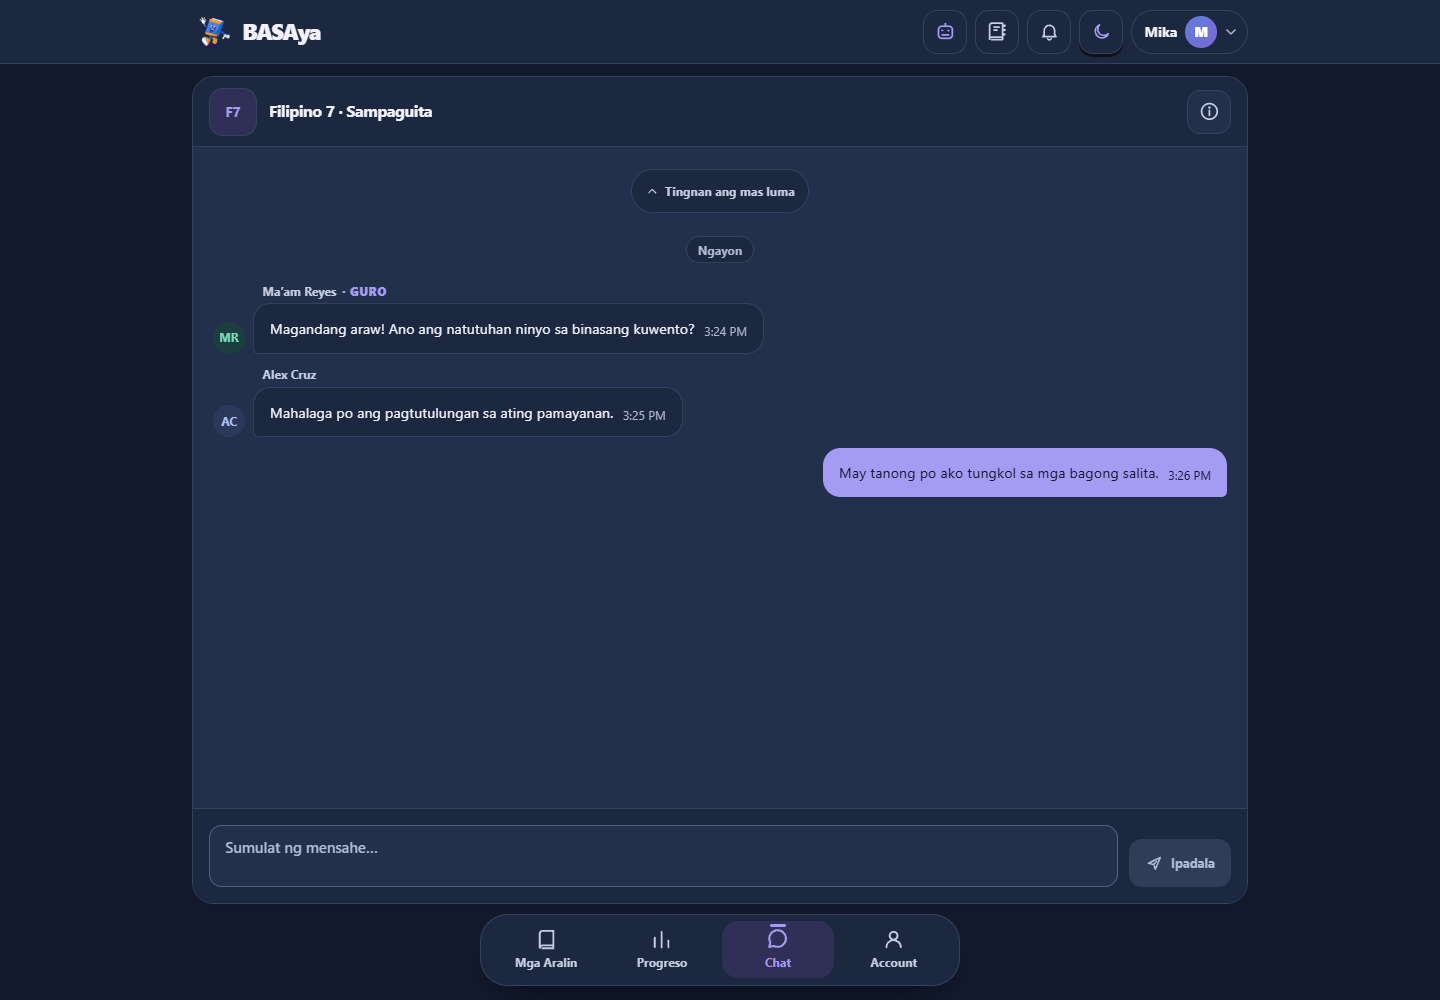 BASAya
Mika M
F7
Filipino 7 · Sampaguita
Tingnan ang mas luma
Ngayon
Ma'am Reyes · GURO
MR
Magandang araw! Ano ang natutuhan ninyo sa binasang kuwento? 3:24 PM
Alex Cruz
AC
Mahalaga po ang pagtutulungan sa ating pamayanan. 3:25 PM
May tanong po ako tungkol sa mga bagong salita. 3:26 PM
Sumulat ng mensahe...
Ipadala
Mga Aralin
Progreso
Chat
Account